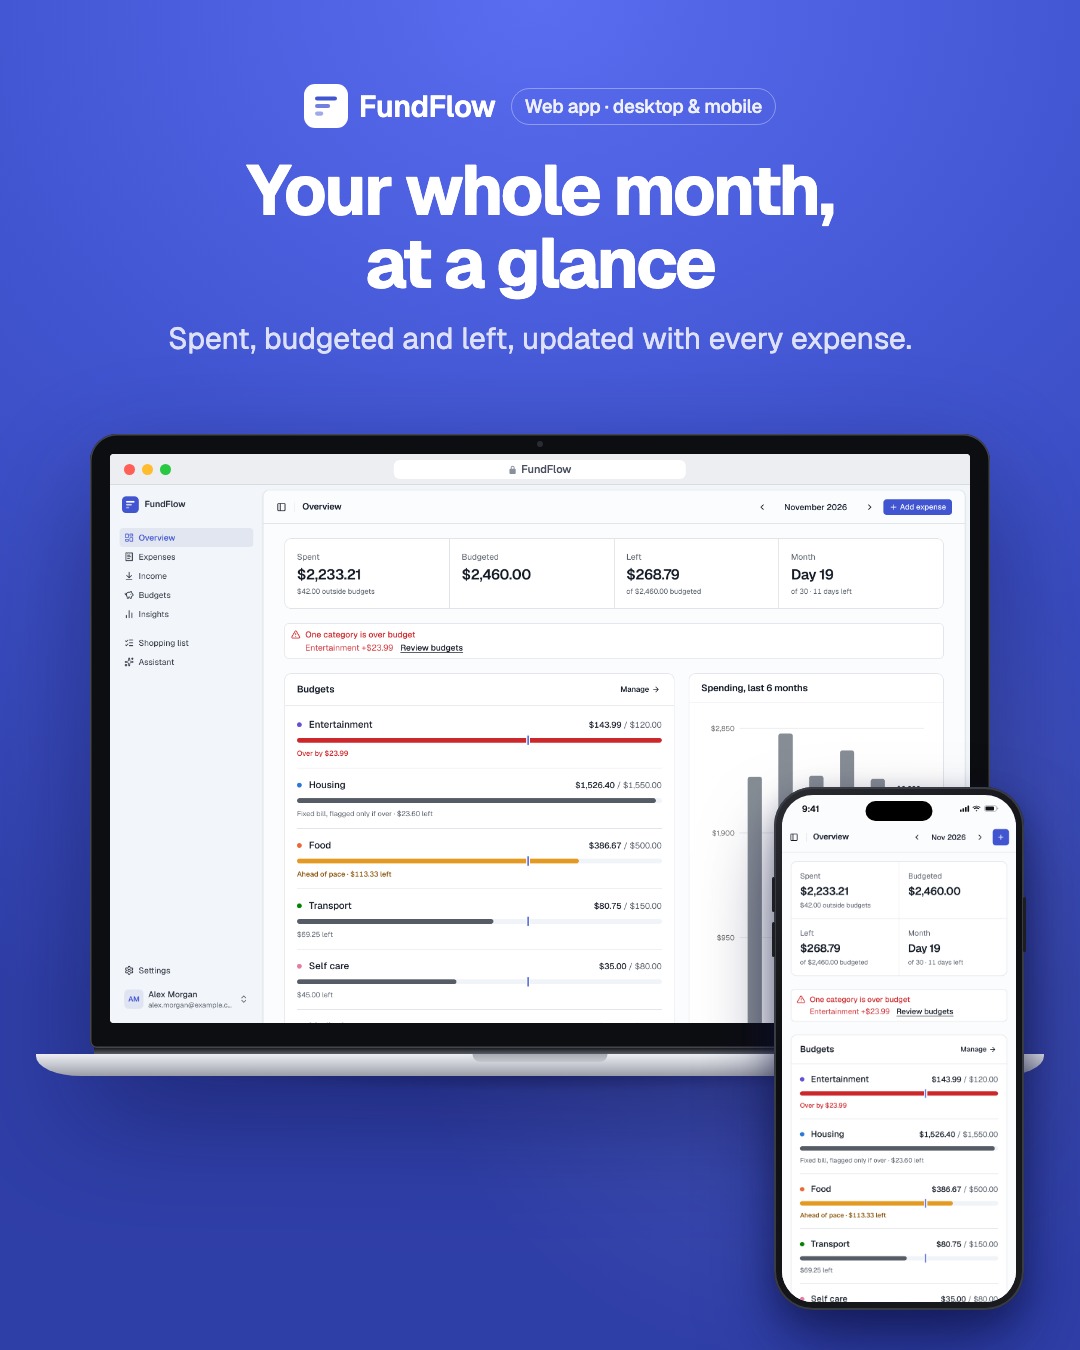 FundFlow
Web app · desktop & mobile
Your whole month,
at a glance
Spent, budgeted and left, updated with every expense.
FundFlow
FundFlow
Overview
Expenses
Income
Budgets
Insights
Shopping list
Assistant
Settings
AM
Alex Morgan
alex.morgan@example.c...
Overview
November 2026
+ Add expense
Spent
$2,233.21
$42.00 outside budgets
Budgeted
$2,460.00
Left
$268.79
of $2,460.00 budgeted
Month
Day 19
of 30 · 11 days left
One category is over budget
Entertainment +$23.99 Review budgets
Budgets
Manage →
Entertainment
$143.99 / $120.00
Over by $23.99
Housing
$1,526.40 / $1,550.00
Fixed bill, flagged only if over · $23.60 left
Food
$386.67 / $500.00
Ahead of pace · $113.33 left
Transport
$80.75 / $150.00
$69.25 left
Self care
$35.00 / $80.00
$45.00 left
Spending, last 6 months
$2,850
$1,900
$950
9:41
Overview
Nov 2026
+
Spent
$2,233.21
$42.00 outside budgets
Budgeted
$2,460.00
Left
$268.79
of $2,460.00 budgeted
Month
Day 19
of 30 · 11 days left
One category is over budget
Entertainment +$23.99 Review budgets
Budgets
Manage →
Entertainment
$143.99 / $120.00
Over by $23.99
Housing
$1,526.40 / $1,550.00
Fixed bill, flagged only if over · $23.60 left
Food
$386.67 / $500.00
Ahead of pace · $113.33 left
Transport
$80.75 / $150.00
$69.25 left
Self care
$35.00 / $80.00